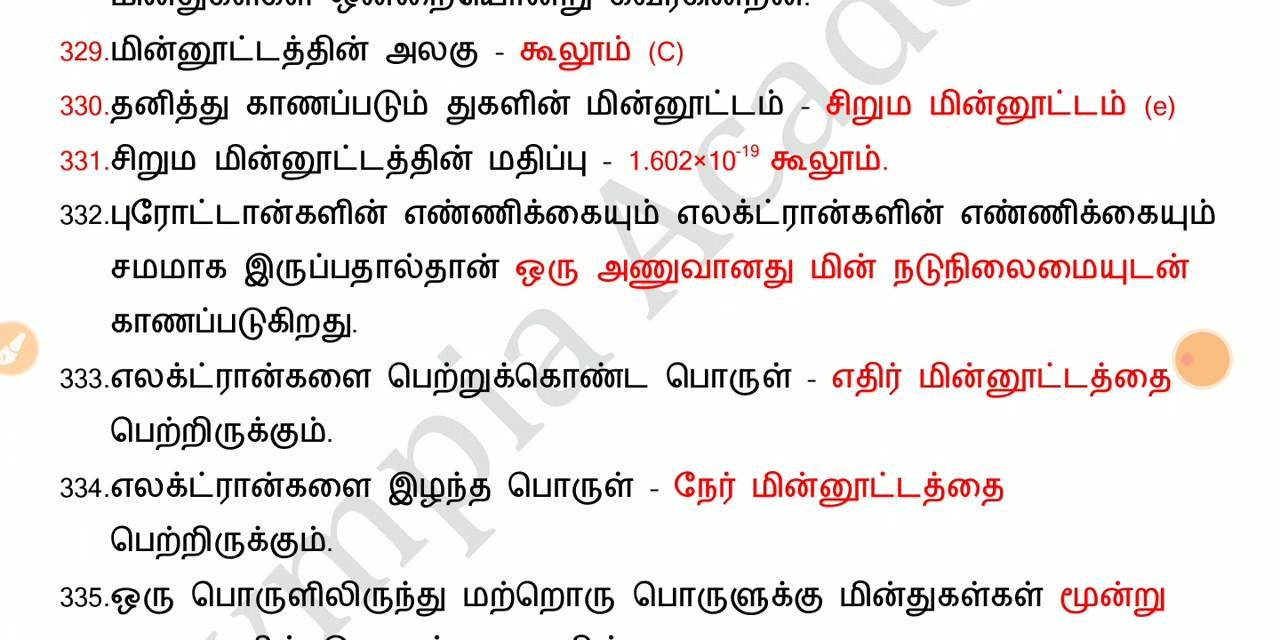 329.மின்னூட்டத்தின் அலகு - கூலூம் (C)
330.தனித்து காணப்படும் துகளின் மின்னூட்டம் - சிறும மின்னூட்டம் (e)
331.சிறும மின்னூட்டத்தின் மதிப்பு - 1.602×10⁻¹⁹ கூலூம்.
332.புரோட்டான்களின் எண்ணிக்கையும் எலக்ட்ரான்களின் எண்ணிக்கையும்
சமமாக இருப்பதால்தான் ஒரு அணுவானது மின் நடுநிலைமையுடன்
காணப்படுகிறது.
333.எலக்ட்ரான்களை பெற்றுக்கொண்ட பொருள் - எதிர் மின்னூட்டத்தை
பெற்றிருக்கும்.
334.எலக்ட்ரான்களை இழந்த பொருள் - நேர் மின்னூட்டத்தை
பெற்றிருக்கும்.
335.ஒரு பொருளிலிருந்து மற்றொரு பொருளுக்கு மின்துகள்கள் மூன்று